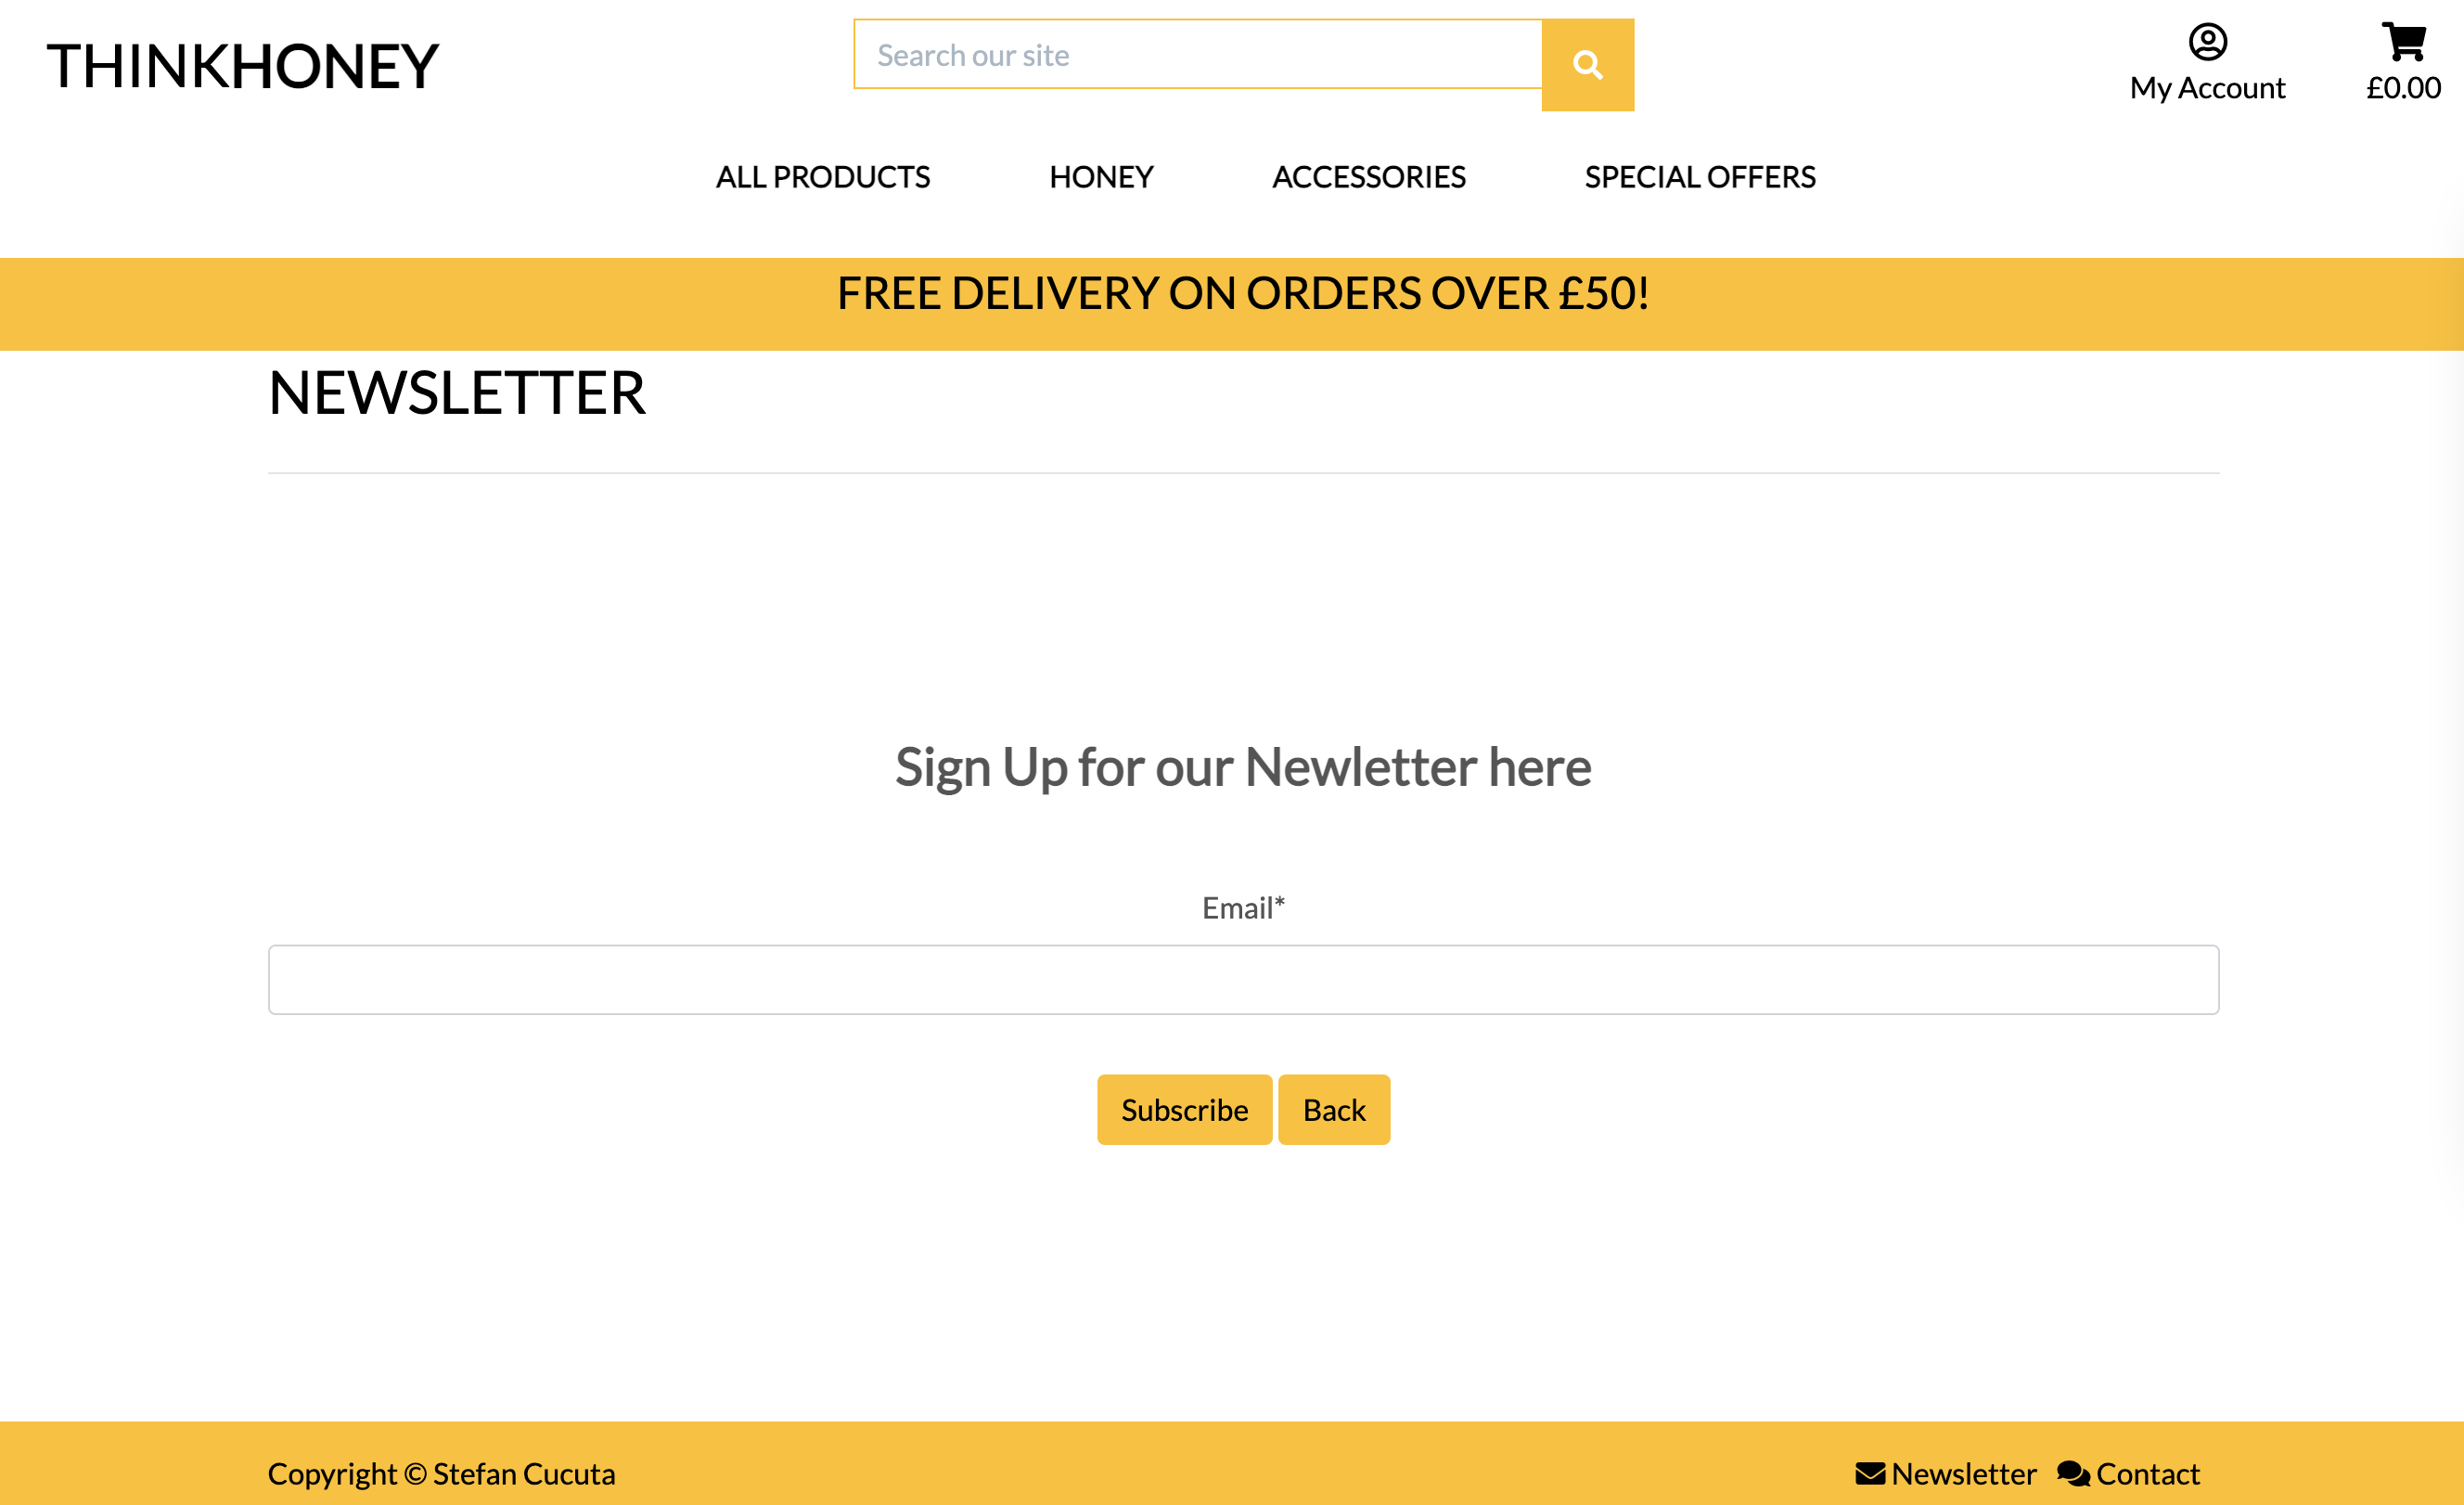 THINKHONEY
Search our site
My Account
£0.00
ALL PRODUCTS
HONEY
ACCESSORIES
SPECIAL OFFERS
FREE DELIVERY ON ORDERS OVER £50!
NEWSLETTER
Sign Up for our Newletter here
Email*
Subscribe
Back
Copyright © Stefan Cucuta
Newsletter
Contact